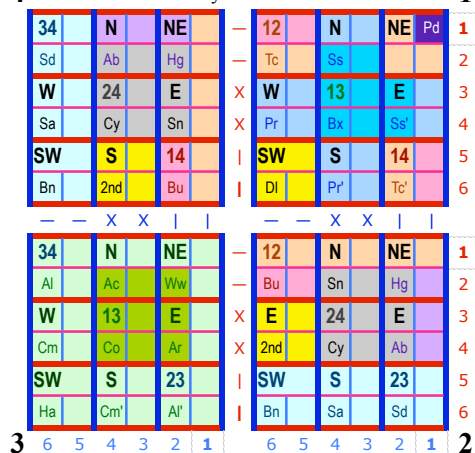 34 N NE — 12 N NE Pd 1
Sd Ab Hg — Tc Ss 2
W 24 E X W 13 E 3
Sa Cy Sn X Pr Bx Ss' 4
SW S 14 | SW S 14 5
Bn 2nd Bu | Dl Pr' Tc' 6
— — X X | | — — X X | |
34 N NE — 12 N NE 1
Al Ac Ww — Bu Sn Hg 2
W 13 E X E 24 E 3
Cm Co Ar X 2nd Cy Ab 4
SW S 23 | SW S 23 5
Ha Cm' Al' | Bn Sa Sd 6
3 6 5 4 3 2 1 6 5 4 3 2 1 2